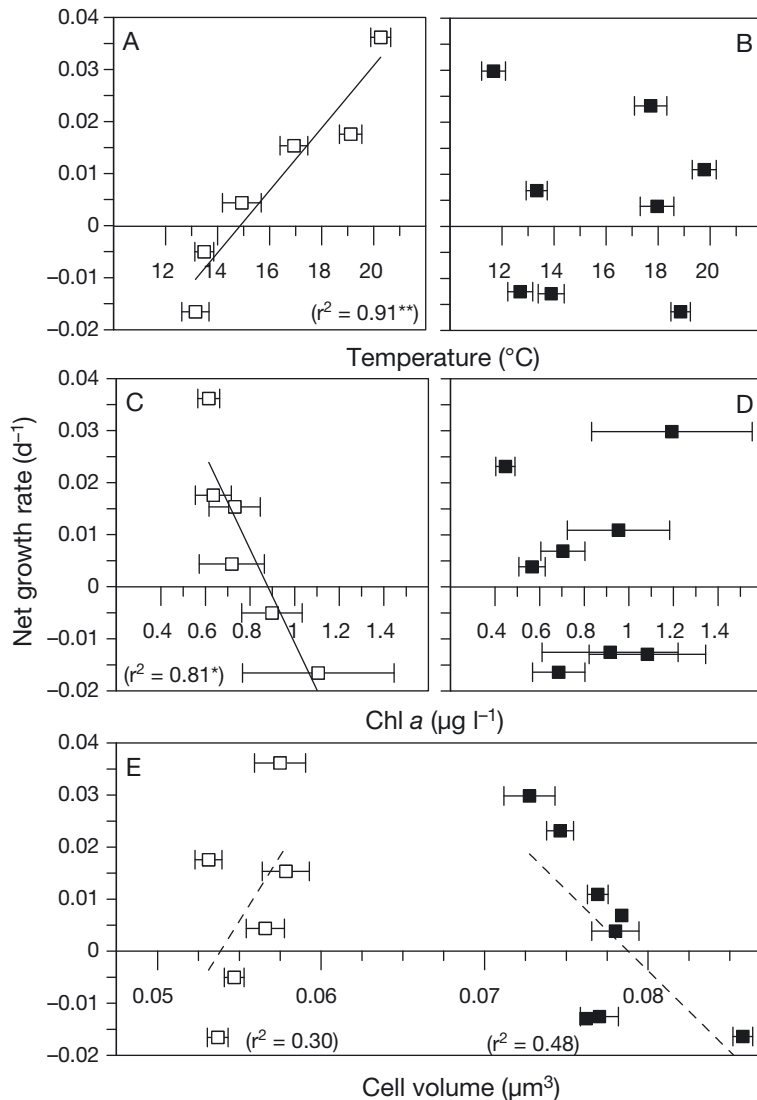 0.04
A
B
0.03
0.02
0.01
0
12 14 16 18 20
12 14 16 18 20
–0.01
(r² = 0.91**)
–0.02
Temperature (°C)
0.04
C
D
0.03
0.02
0.01
0
0.4 0.6 0.8 1 1.2 1.4
0.4 0.6 0.8 1 1.2 1.4
–0.01
(r² = 0.81*)
–0.02
Chl a (µg l⁻¹)
Net growth rate (d⁻¹)
0.04
E
0.03
0.02
0.01
0
0.05 0.06 0.07 0.08
–0.01
(r² = 0.30) (r² = 0.48)
–0.02
Cell volume (µm³)